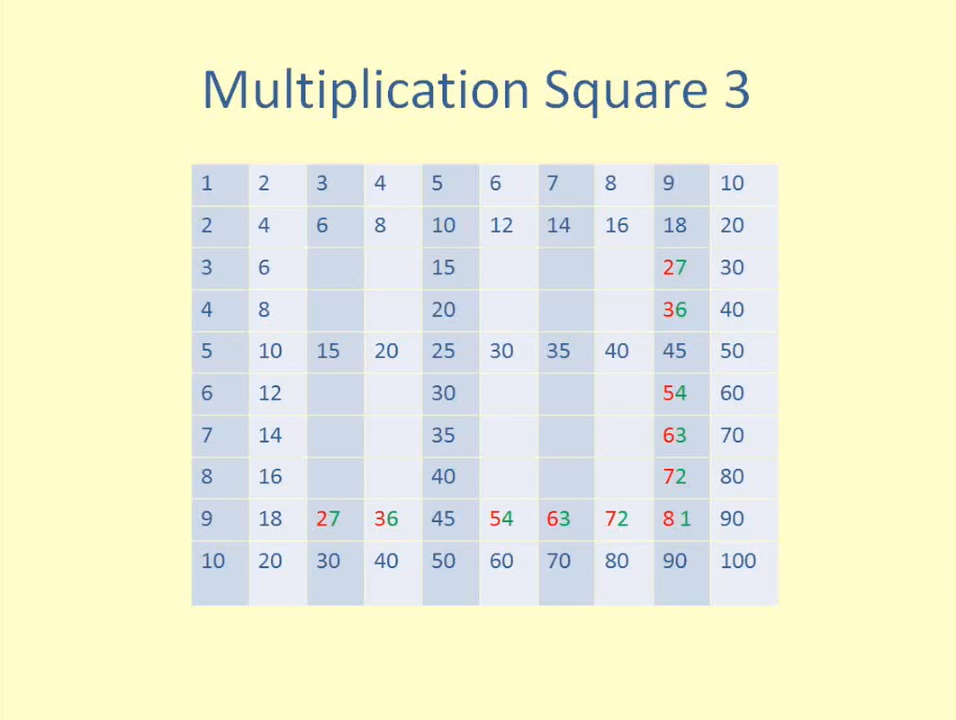 Multiplication Square 3
1 2 3 4 5 6 7 8 9 10
2 4 6 8 10 12 14 16 18 20
3 6 15 27 30
4 8 20 36 40
5 10 15 20 25 30 35 40 45 50
6 12 30 54 60
7 14 35 63 70
8 16 40 72 80
9 18 27 36 45 54 63 72 8 1 90
10 20 30 40 50 60 70 80 90 100